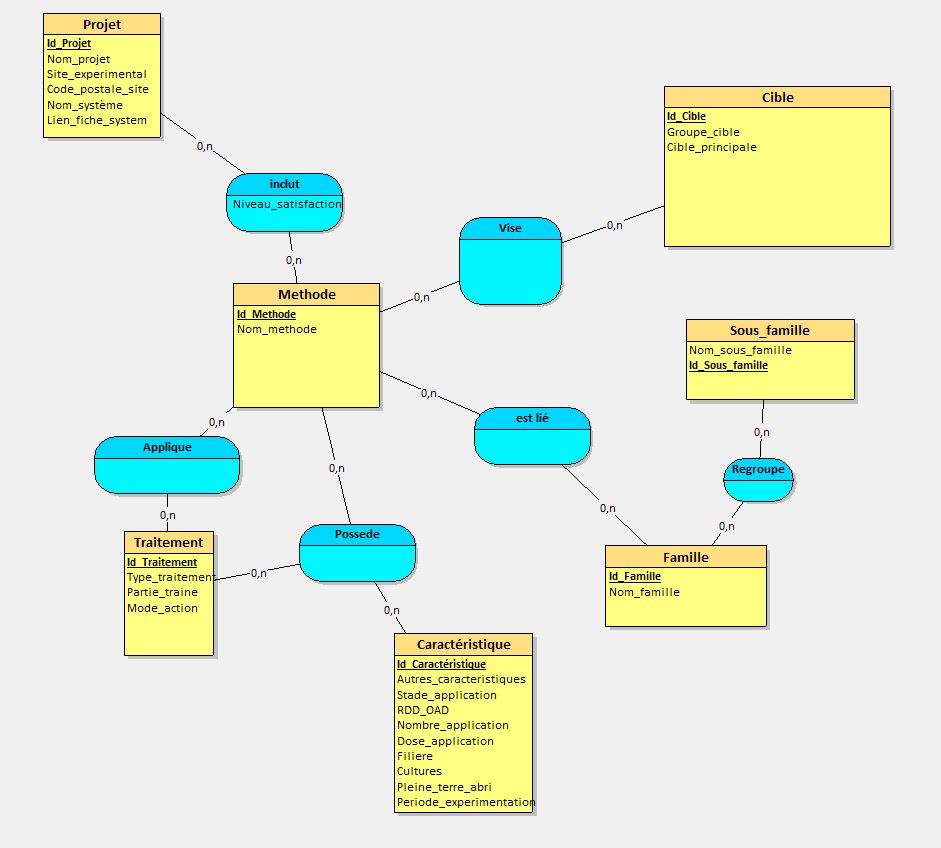 Projet
Id_Projet
Nom_projet
Site_experimental
Code_postale_site
Nom_système
Lien_fiche_system
0,n
inclut
Niveau_satisfaction
0,n
Cible
Id_Cible
Groupe_cible
Cible_principale
Vise
0,n
0,n
Methode
Id_Methode
Nom_methode
Sous_famille
Nom_sous_famille
Id_Sous_famille
0,n
est lié
0,n
0,n
Regroupe
0,n
0,n
Applique
0,n
0,n
Possede
Traitement
Id_Traitement
Type_traitement
Partie_traine
Mode_action
0,n
0,n
Famille
Id_Famille
Nom_famille
Caractéristique
Id_Caractéristique
Autres_caracteristiques
Stade_application
RDD_OAD
Nombre_application
Dose_application
Filiere
Cultures
Pleine_terre_abri
Periode_experimentation